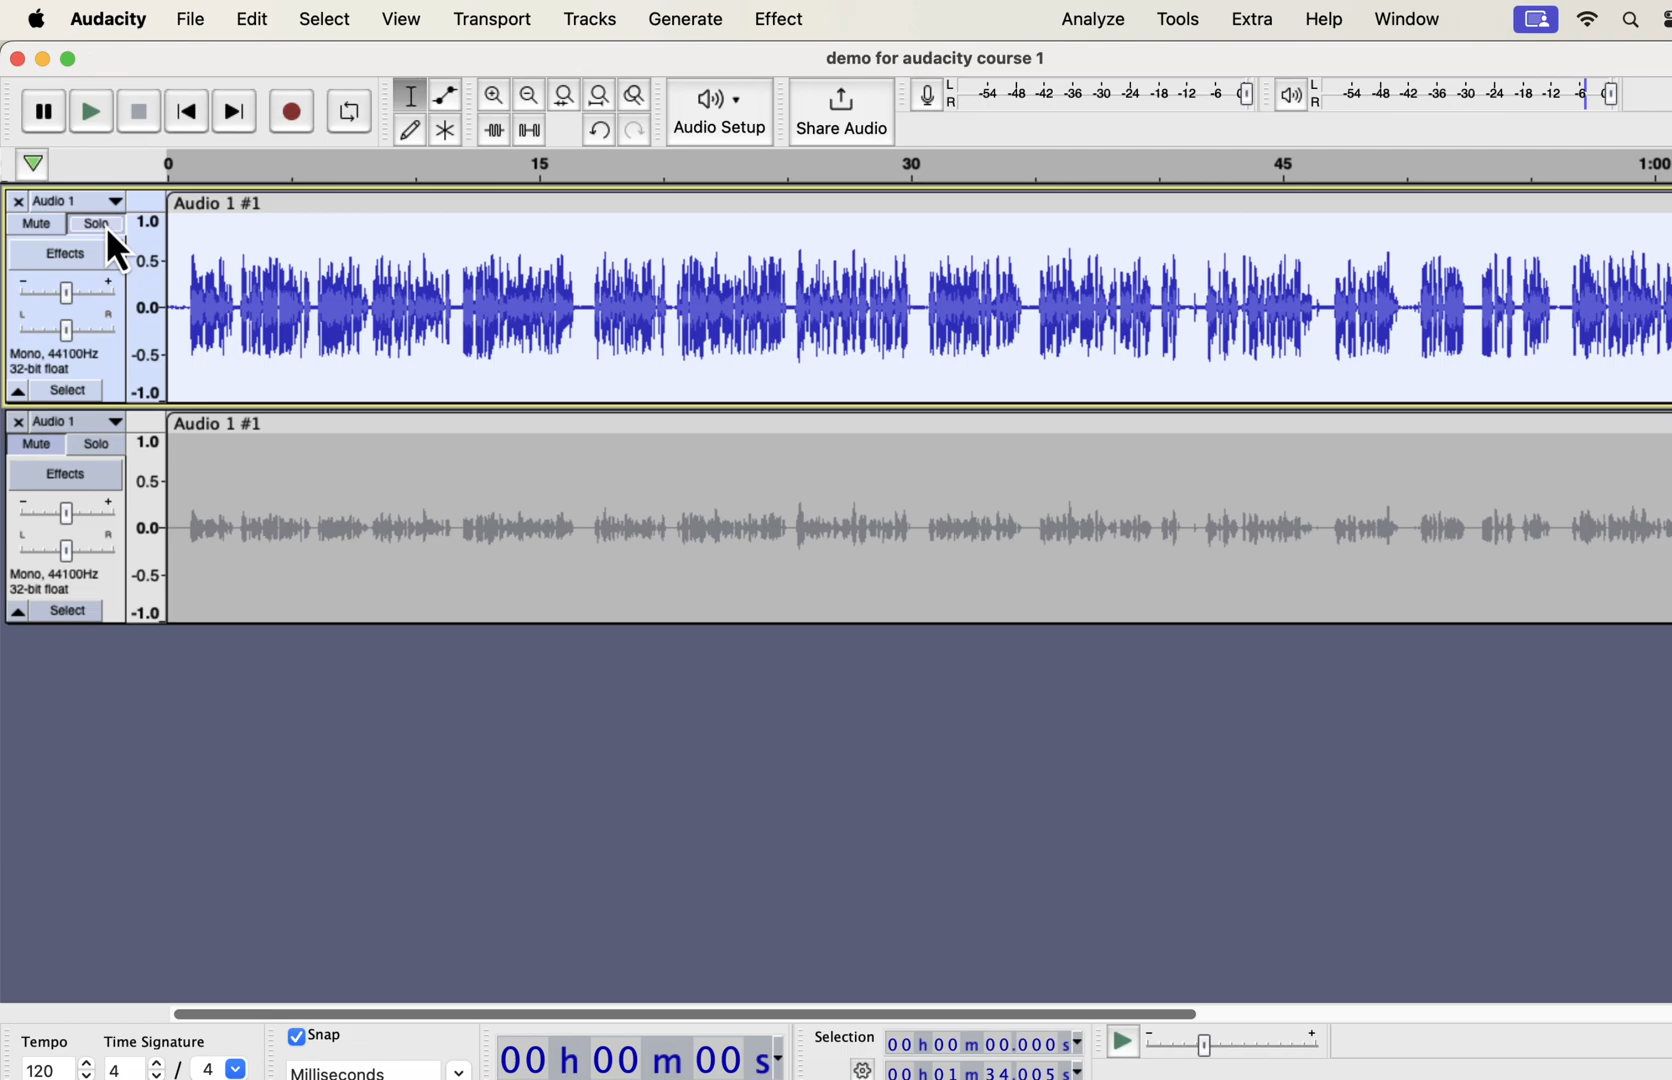 Audacity File Edit Select View Transport Tracks Generate Effect Analyze Tools Extra Help Window
demo for audacity course 1
L -54 -48 -42 -36 -30 -24 -18 -12 -6 L -54 -48 -42 -36 -30 -24 -18 -12 -6
R R
Audio Setup Share Audio
0 15 30 45 1:00
Audio 1 Audio 1 #1
Mute Solo 1.0
Effects 0.5
- +
0.0
L R
Mono, 44100Hz -0.5
32-bit float
Select -1.0
Audio 1 Audio 1 #1
Mute Solo 1.0
Effects 0.5
- +
0.0
L R
Mono, 44100Hz -0.5
32-bit float
Select -1.0
Tempo Time Signature Snap Selection 00 h 00 m 00.000 s - +
120 4 / 4 Milliseconds 00 h 00 m 00 s 00 h 01 m 34.005 s